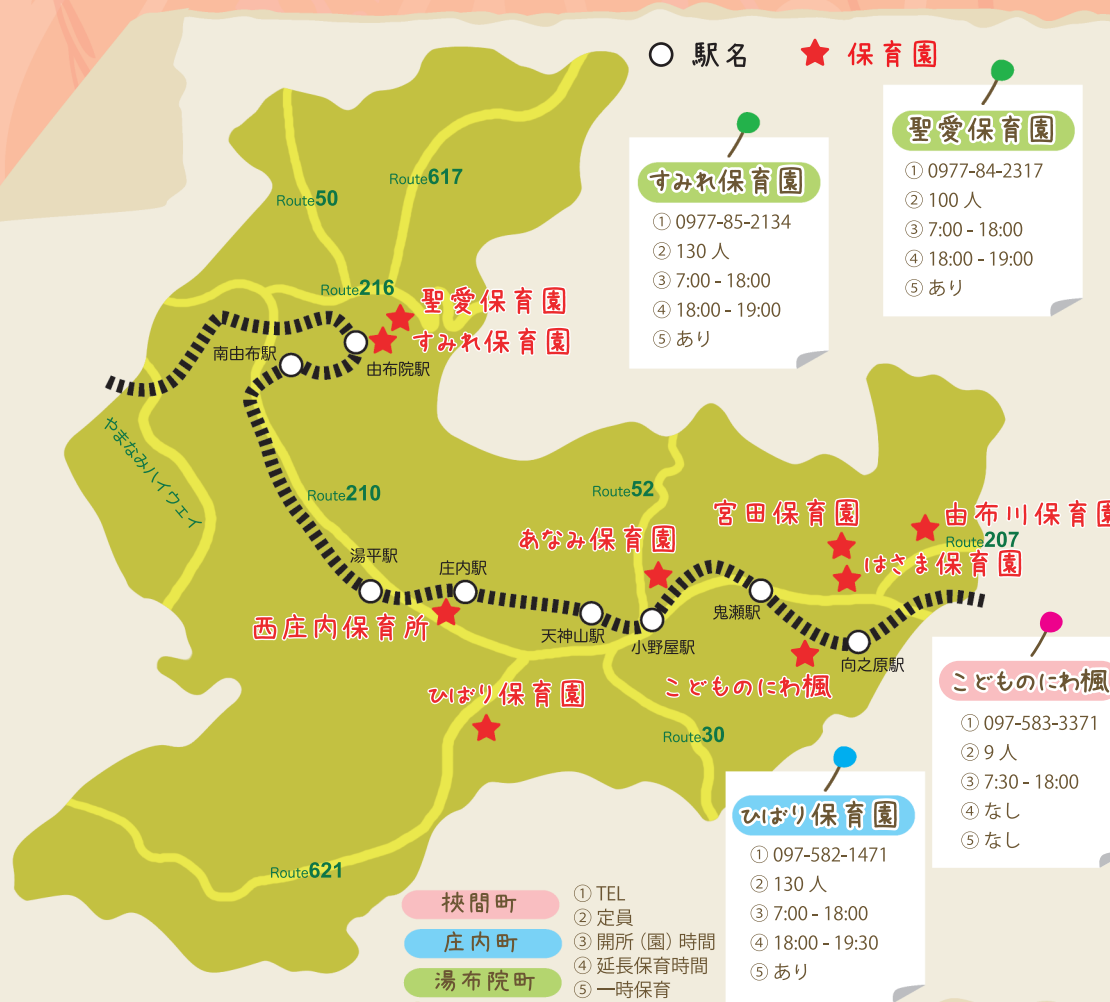 駅名
保育園
聖愛保育園
① 0977-84-2317
② 100 人
③ 7:00 - 18:00
④ 18:00 - 19:00
⑤ あり
すみれ保育園
① 0977-85-2134
② 130 人
③ 7:00 - 18:00
④ 18:00 - 19:00
⑤ あり
Route617
Route50
Route216
聖愛保育園
すみれ保育園
南由布駅
由布院駅
やまなみハイウェイ
Route210
Route52
宮田保育園
由布川保育園
Route207
あなみ保育園
はさま保育園
湯平駅
庄内駅
鬼瀬駅
西庄内保育所
天神山駅
小野屋駅
向之原駅
こどものにわ楓
ひばり保育園
Route30
Route621
こどものにわ楓
① 097-583-3371
② 9 人
③ 7:30 - 18:00
④ なし
⑤ なし
ひばり保育園
① 097-582-1471
② 130 人
③ 7:00 - 18:00
④ 18:00 - 19:30
⑤ あり
挾間町
庄内町
湯布院町
① TEL
② 定員
③ 開所（園）時間
④ 延長保育時間
⑤ 一時保育